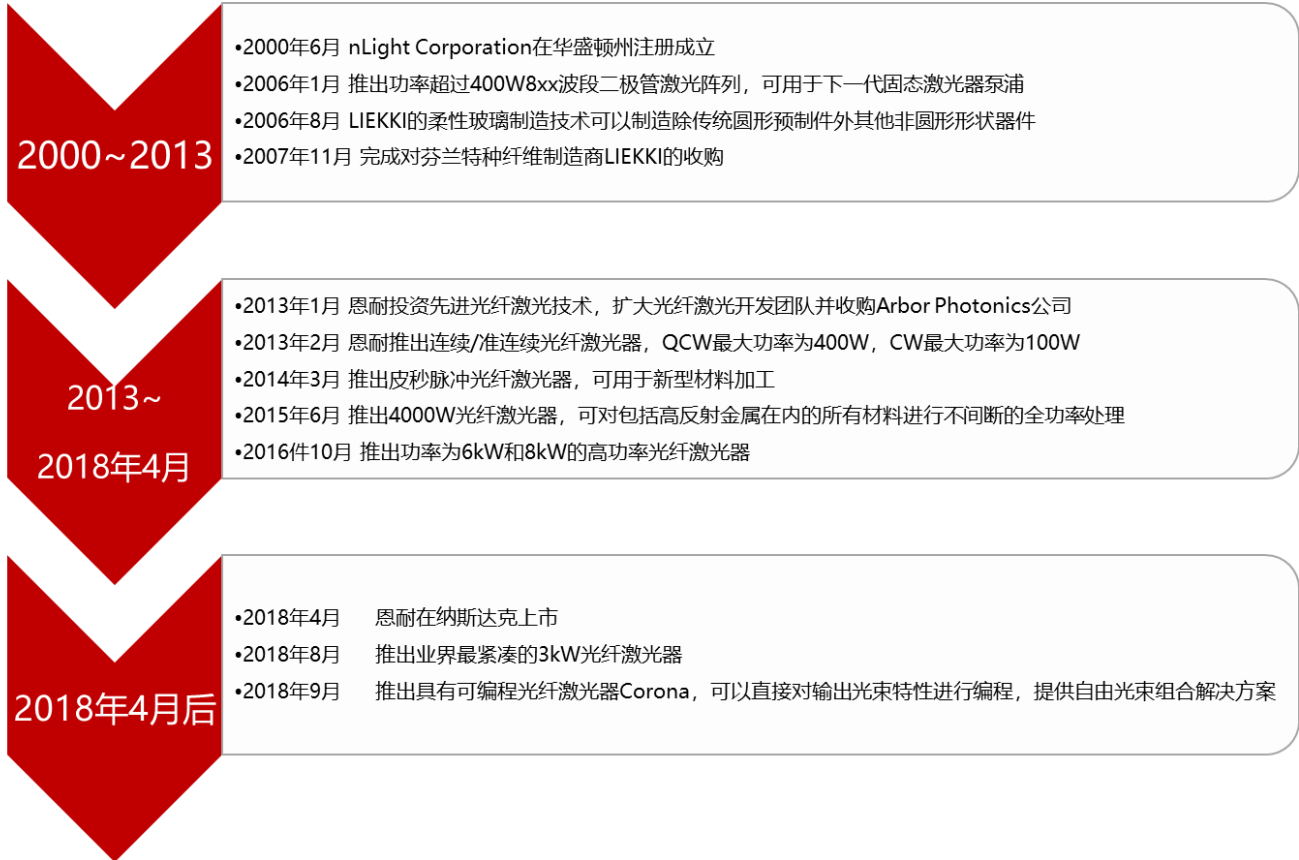 2000~2013
•2000年6月 nLight Corporation在华盛顿州注册成立
•2006年1月 推出功率超过400W8xx波段二极管激光阵列，可用于下一代固态激光器泵浦
•2006年8月 LIEKKI的柔性玻璃制造技术可以制造除传统圆形预制件外其他非圆形形状器件
•2007年11月 完成对芬兰特种纤维制造商LIEKKI的收购
2013~
2018年4月
•2013年1月 恩耐投资先进光纤激光技术，扩大光纤激光开发团队并收购Arbor Photonics公司
•2013年2月 恩耐推出连续/准连续光纤激光器，QCW最大功率为400W，CW最大功率为100W
•2014年3月 推出皮秒脉冲光纤激光器，可用于新型材料加工
•2015年6月 推出4000W光纤激光器，可对包括高反射金属在内的所有材料进行不间断的全功率处理
•2016件10月 推出功率为6kW和8kW的高功率光纤激光器
2018年4月后
•2018年4月 恩耐在纳斯达克上市
•2018年8月 推出业界最紧凑的3kW光纤激光器
•2018年9月 推出具有可编程光纤激光器Corona，可以直接对输出光束特性进行编程，提供自由光束组合解决方案